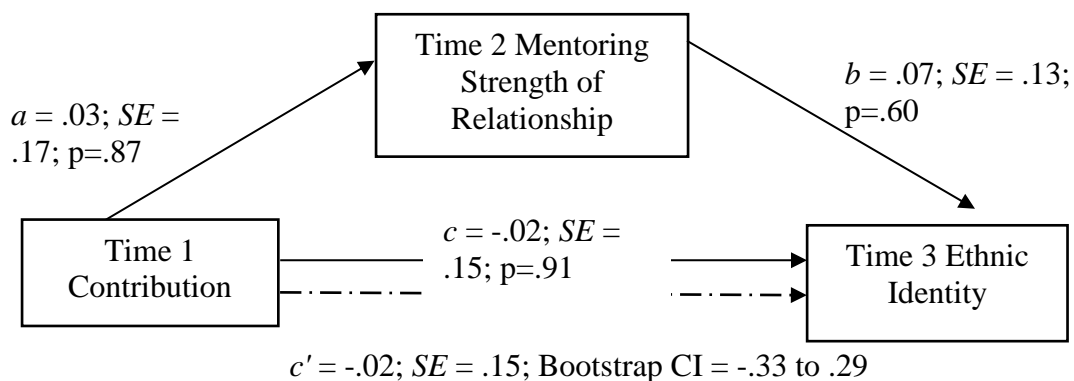 Time 2 Mentoring
Strength of
Relationship
b = .07; SE = .13;
p=.60
a = .03; SE =
.17; p=.87
Time 1
Contribution
c = -.02; SE =
.15; p=.91
Time 3 Ethnic
Identity
c' = -.02; SE = .15; Bootstrap CI = -.33 to .29